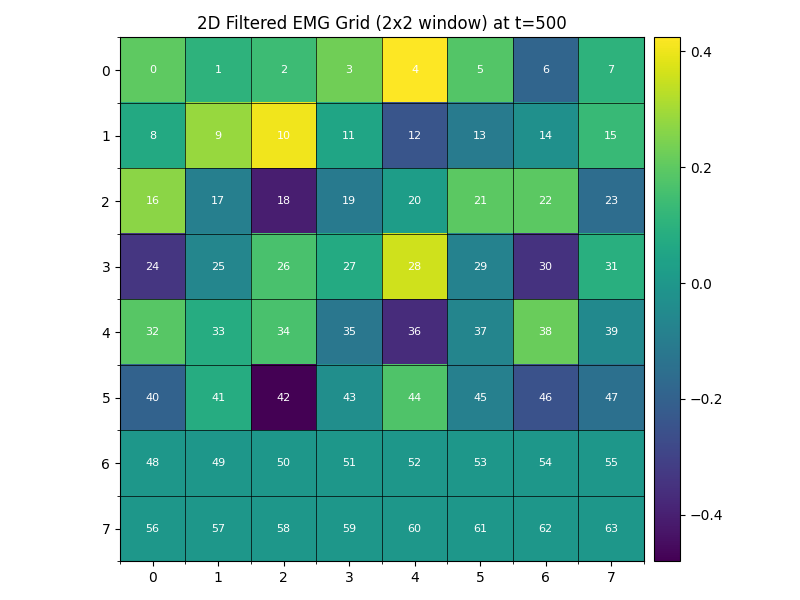 2D Filtered EMG Grid (2x2 window) at t=500
0 0 1 2 3 4 5 6 7 0.4
1 8 9 10 11 12 13 14 15
0.2
2 16 17 18 19 20 21 22 23
3 24 25 26 27 28 29 30 31 0.0
4 32 33 34 35 36 37 38 39
−0.2
5 40 41 42 43 44 45 46 47
6 48 49 50 51 52 53 54 55
−0.4
7 56 57 58 59 60 61 62 63
0 1 2 3 4 5 6 7